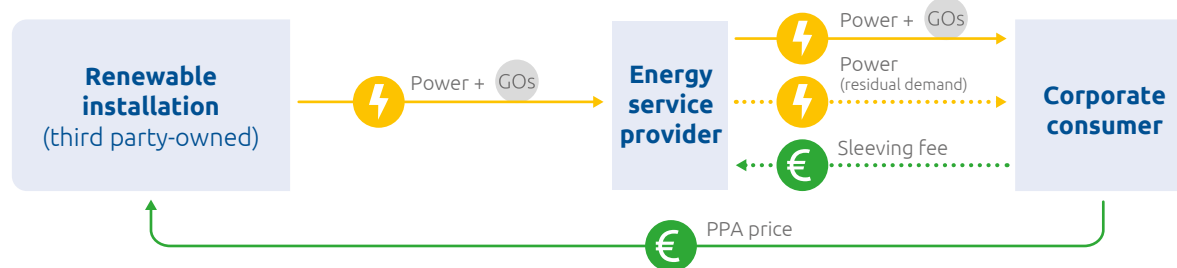 Renewable
installation
(third party-owned)
Power + GOs
Energy
service
provider
Power + GOs
Power
(residual demand)
€ Sleeving fee
Corporate
consumer
€ PPA price